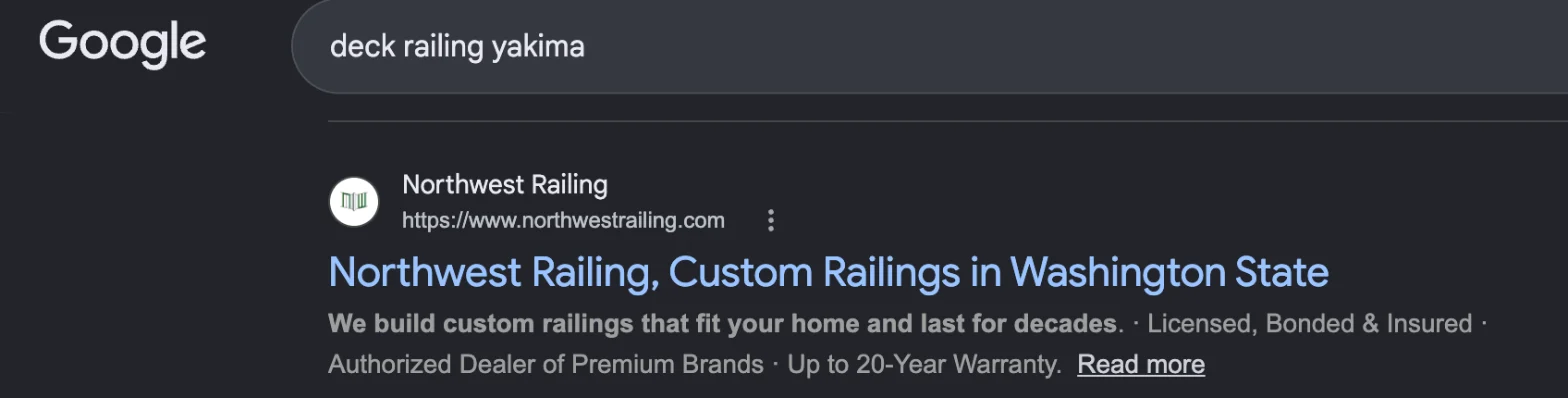 Google
deck railing yakima
Northwest Railing
https://www.northwestrailing.com
Northwest Railing, Custom Railings in Washington State
We build custom railings that fit your home and last for decades. · Licensed, Bonded & Insured ·
Authorized Dealer of Premium Brands · Up to 20-Year Warranty. Read more